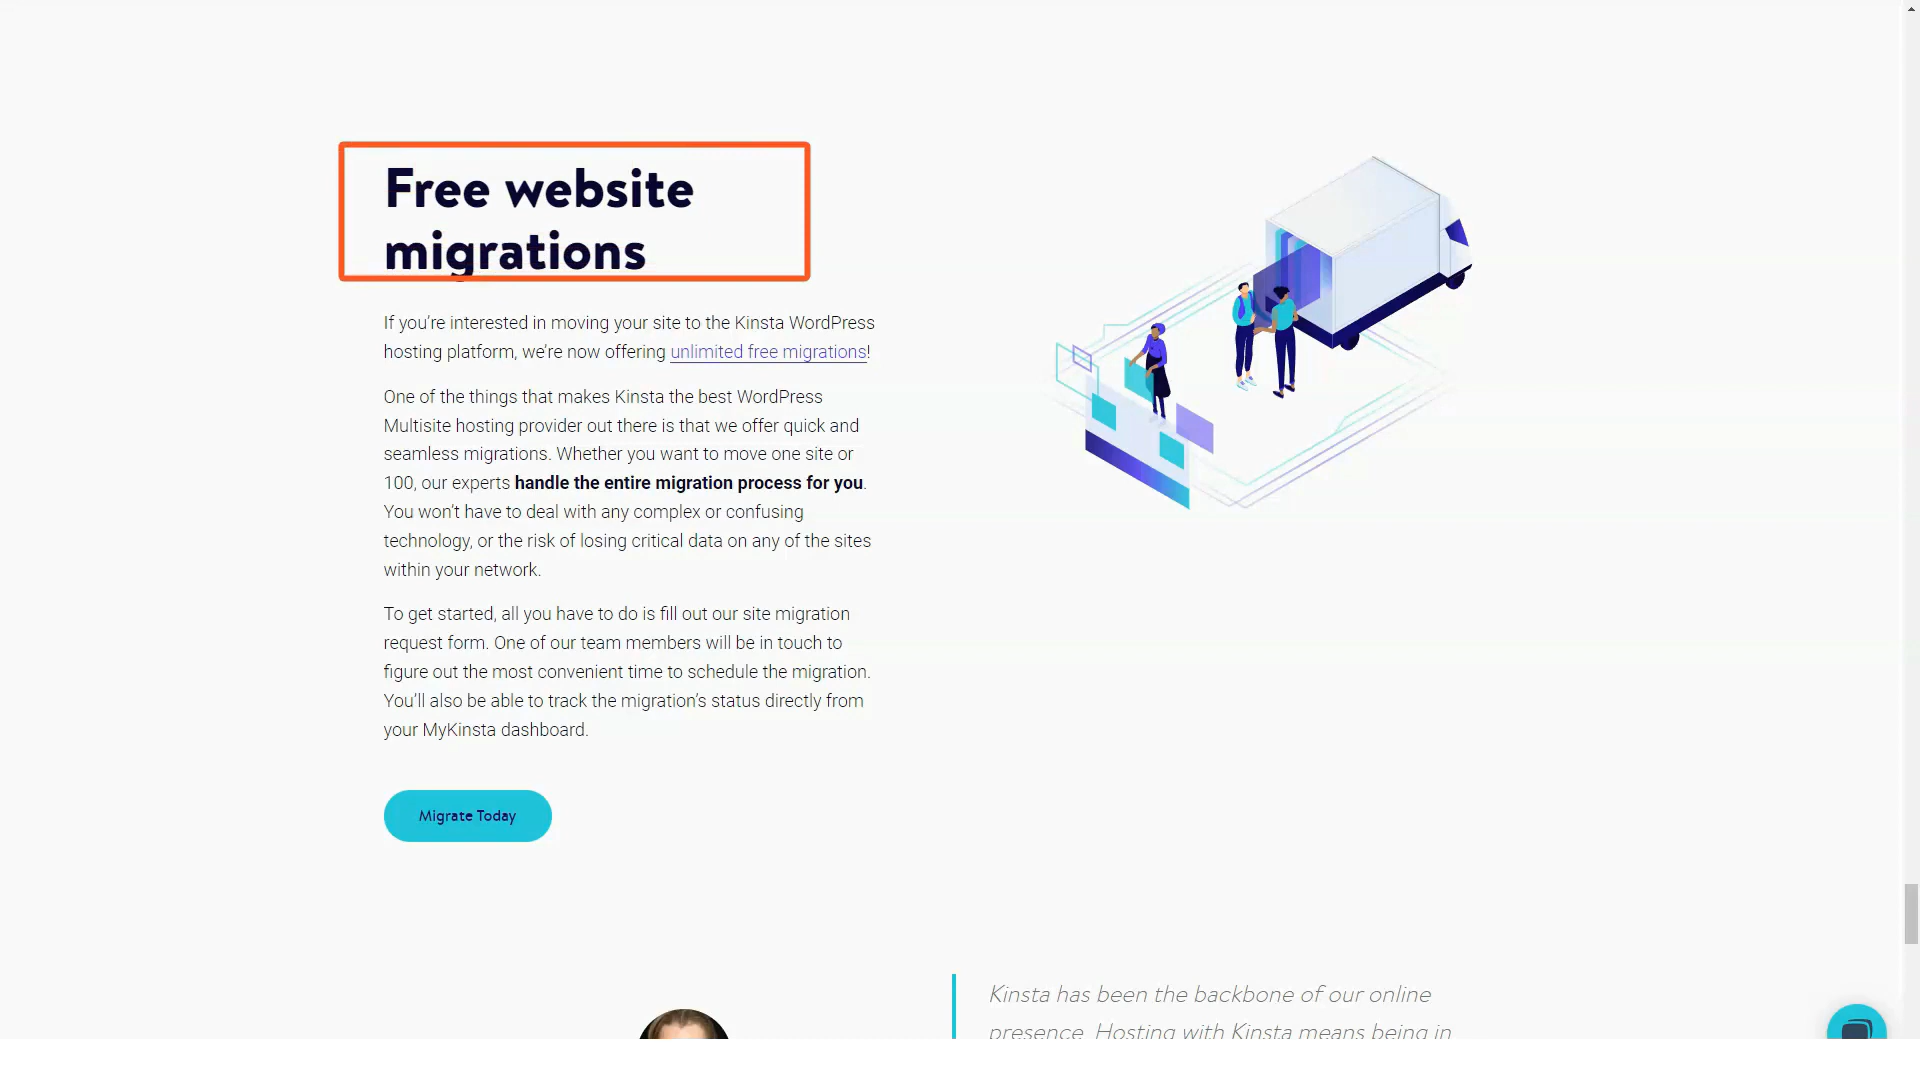 Free website
migrations
If you’re interested in moving your site to the Kinsta WordPress
hosting platform, we’re now offering unlimited free migrations!
One of the things that makes Kinsta the best WordPress
Multisite hosting provider out there is that we offer quick and
seamless migrations. Whether you want to move one site or
100, our experts handle the entire migration process for you.
You won’t have to deal with any complex or confusing
technology, or the risk of losing critical data on any of the sites
within your network.
To get started, all you have to do is fill out our site migration
request form. One of our team members will be in touch to
figure out the most convenient time to schedule the migration.
You’ll also be able to track the migration’s status directly from
your MyKinsta dashboard.
Migrate Today
Kinsta has been the backbone of our online
presence. Hosting with Kinsta means being in